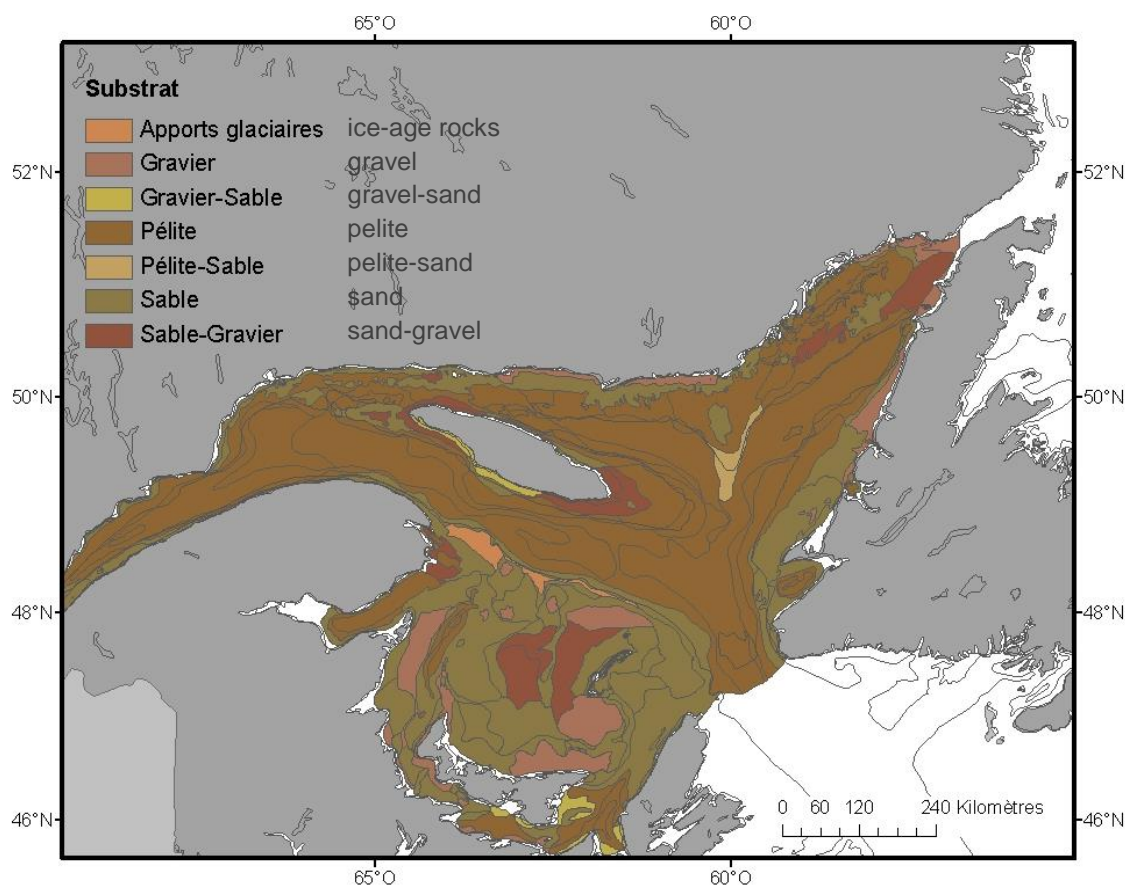 65°O 60°O
Substrat
Apports glaciaires ice-age rocks
Gravier gravel
Gravier-Sable gravel-sand
Pélite pelite
Pélite-Sable pelite-sand
Sable sand
Sable-Gravier sand-gravel
52°N 52°N
50°N 50°N
48°N 48°N
46°N 46°N
0 60 120 240 Kilomètres
65°O 60°O